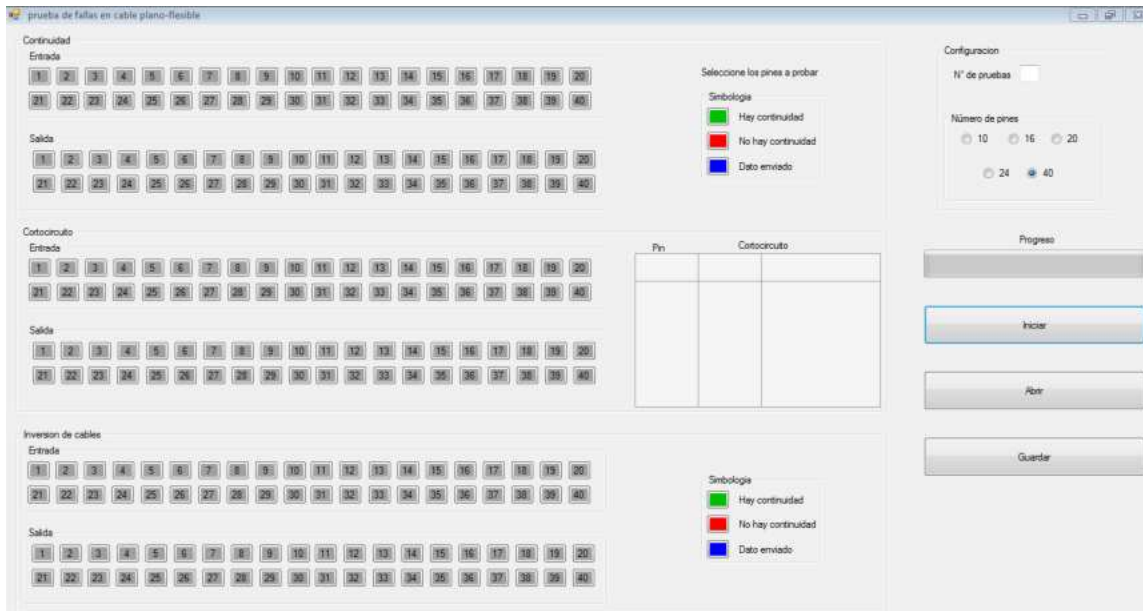 prueba de fallas en cable plano-flexible
Continuidad
Entrada
1 2 3 4 5 6 7 8 9 10 11 12 13 14 15 16 17 18 19 20
21 22 23 24 25 26 27 28 29 30 31 32 33 34 35 36 37 38 39 40
Salida
1 2 3 4 5 6 7 8 9 10 11 12 13 14 15 16 17 18 19 20
21 22 23 24 25 26 27 28 29 30 31 32 33 34 35 36 37 38 39 40
Seleccione los pines a probar
Simbologia
Hay continuidad
No hay continuidad
Dato enviado
Configuracion
N° de pruebas
Número de pines
10 16 20
24 40
Cortocircuito
Entrada
1 2 3 4 5 6 7 8 9 10 11 12 13 14 15 16 17 18 19 20
21 22 23 24 25 26 27 28 29 30 31 32 33 34 35 36 37 38 39 40
Salida
1 2 3 4 5 6 7 8 9 10 11 12 13 14 15 16 17 18 19 20
21 22 23 24 25 26 27 28 29 30 31 32 33 34 35 36 37 38 39 40
Pin Cortocircuito
Progreso
Iniciar
Abrir
Guardar
Inversion de cables
Entrada
1 2 3 4 5 6 7 8 9 10 11 12 13 14 15 16 17 18 19 20
21 22 23 24 25 26 27 28 29 30 31 32 33 34 35 36 37 38 39 40
Salida
1 2 3 4 5 6 7 8 9 10 11 12 13 14 15 16 17 18 19 20
21 22 23 24 25 26 27 28 29 30 31 32 33 34 35 36 37 38 39 40
Simbologia
Hay continuidad
No hay continuidad
Dato enviado